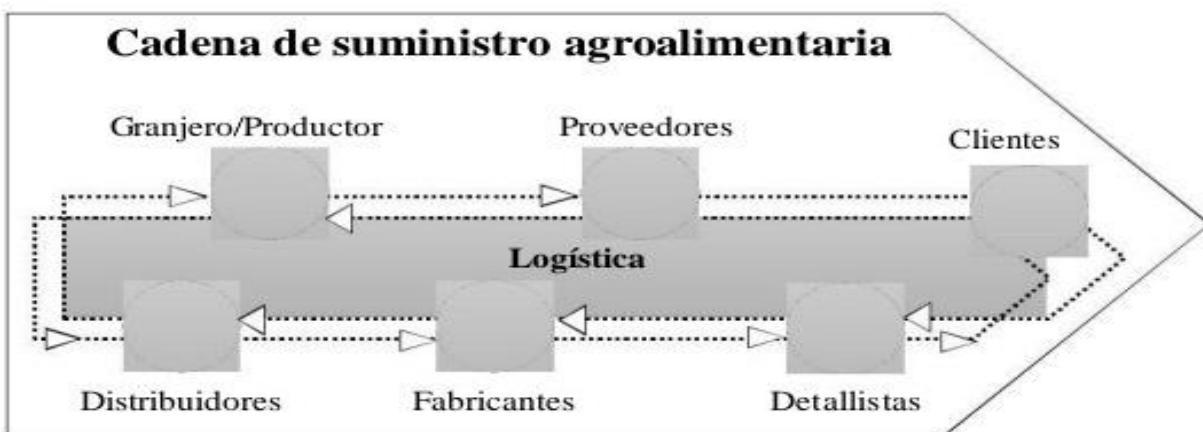 Cadena de suministro agroalimentaria
Granjero/Productor
Proveedores
Clientes
Logística
Distribuidores
Fabricantes
Detallistas